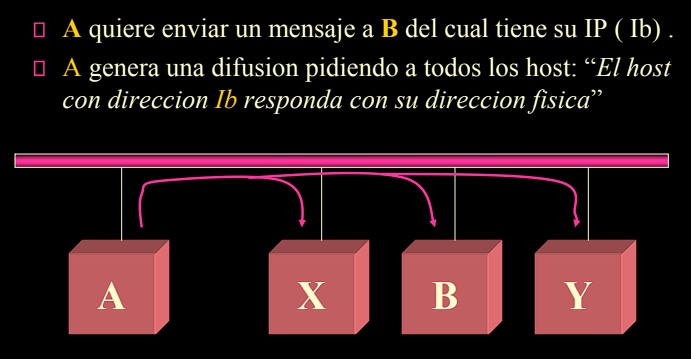 A quiere enviar un mensaje a B del cual tiene su IP ( Ib) .
A genera una difusion pidiendo a todos los host: “El host
con direccion Ib responda con su direccion fisica”
A X B Y